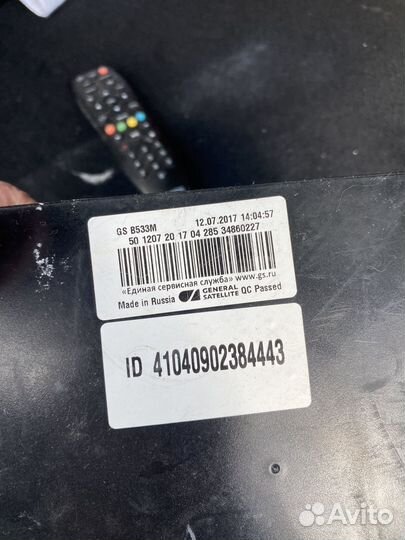 GS B533M 12.07.2017 14:04:57
50 1207 20 17 04 285 34860227
«Единая сервисная служба» www.gs.ru
Made in Russia GENERAL SATELLITE QC Passed
ID 41040902384443
Avito